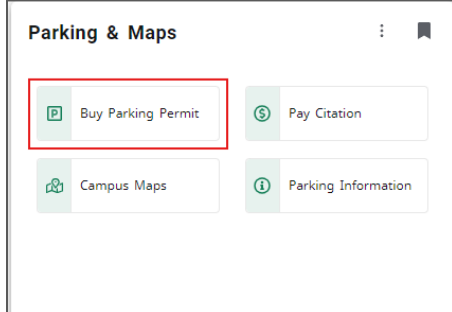 Parking & Maps
P Buy Parking Permit
$ Pay Citation
Campus Maps
i Parking Information